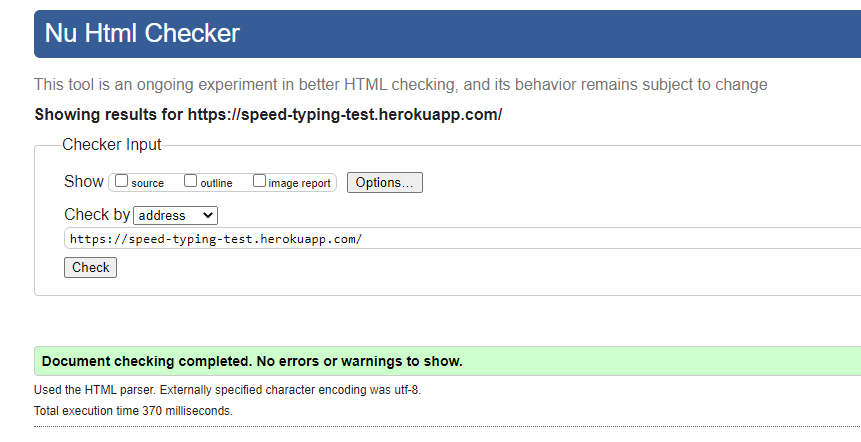 Nu Html Checker
This tool is an ongoing experiment in better HTML checking, and its behavior remains subject to change
Showing results for https://speed-typing-test.herokuapp.com/
Checker Input
Show source outline image report Options...
Check by address
https://speed-typing-test.herokuapp.com/
Check
Document checking completed. No errors or warnings to show.
Used the HTML parser. Externally specified character encoding was utf-8.
Total execution time 370 milliseconds.